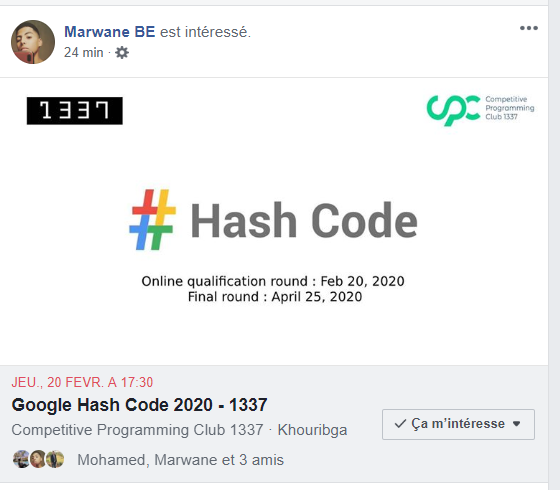 Marwane BE est intéressé.
24 min ·
1337
CPC Competitive
Programming
Club 1337
# Hash Code
Online qualification round : Feb 20, 2020
Final round : April 25, 2020
JEU., 20 FEVR. A 17:30
Google Hash Code 2020 - 1337
Competitive Programming Club 1337 · Khouribga
Ça m'intéresse
Mohamed, Marwane et 3 amis